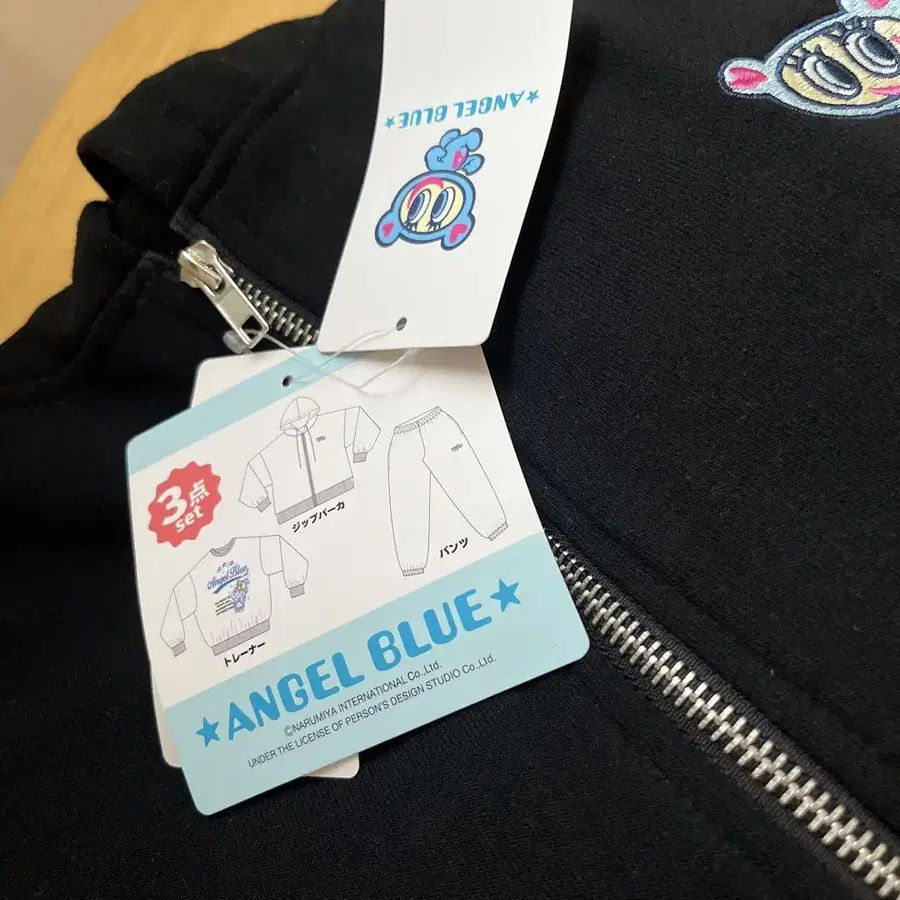 ★ANGEL BLUE★
3点
set
ジップパーカ
パンツ
Angel Blue
トレーナー
★ANGEL BLUE★
©NARUMIYA INTERNATIONAL Co.,Ltd.
UNDER THE LICENSE OF PERSON'S DESIGN STUDIO Co.,Ltd.